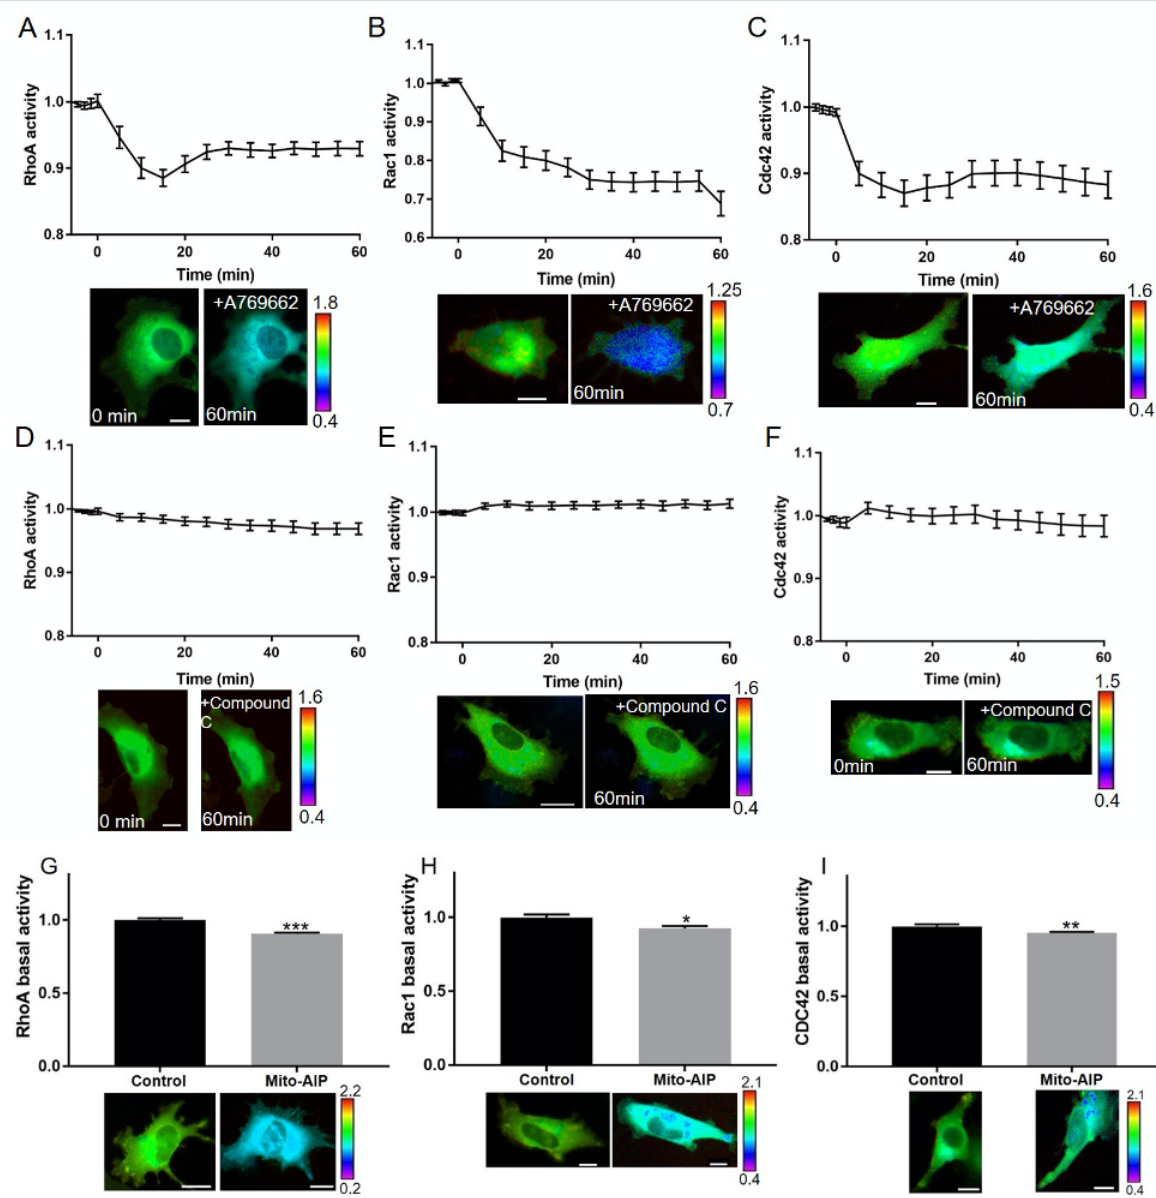 A
1.1
1.0
0.9
0.8
RhoA activity
0 20 40 60
Time (min)
+A769662
0 min
60min
1.8
0.4
B
1.1
1.0
0.9
0.8
0.7
0.6
Rac1 activity
0 20 40 60
Time (min)
+A769662
60min
1.25
0.7
C
1.1
1.0
0.9
0.8
Cdc42 activity
0 20 40 60
Time (min)
+A769662
60min
1.6
0.4
D
1.1
1.0
0.9
0.8
RhoA activity
0 20 40 60
Time (min)
+Compound
C
0 min
60min
1.6
0.4
E
1.1
1.0
0.9
0.8
Rac1 activity
0 20 40 60
Time (min)
+Compound C
60min
1.6
0.4
F
1.1
1.0
0.9
0.8
Cdc42 activity
0 20 40 60
Time (min)
+Compound C
0min
60min
1.5
0.4
G
1.0
0.5
0.0
RhoA basal activity
***
Control Mito-AIP
2.2
0.2
H
1.0
0.5
0.0
Rac1 basal activity
*
Control Mito-AIP
2.1
0.4
I
1.0
0.5
0.0
CDC42 basal activity
**
Control Mito-AIP
2.1
0.4